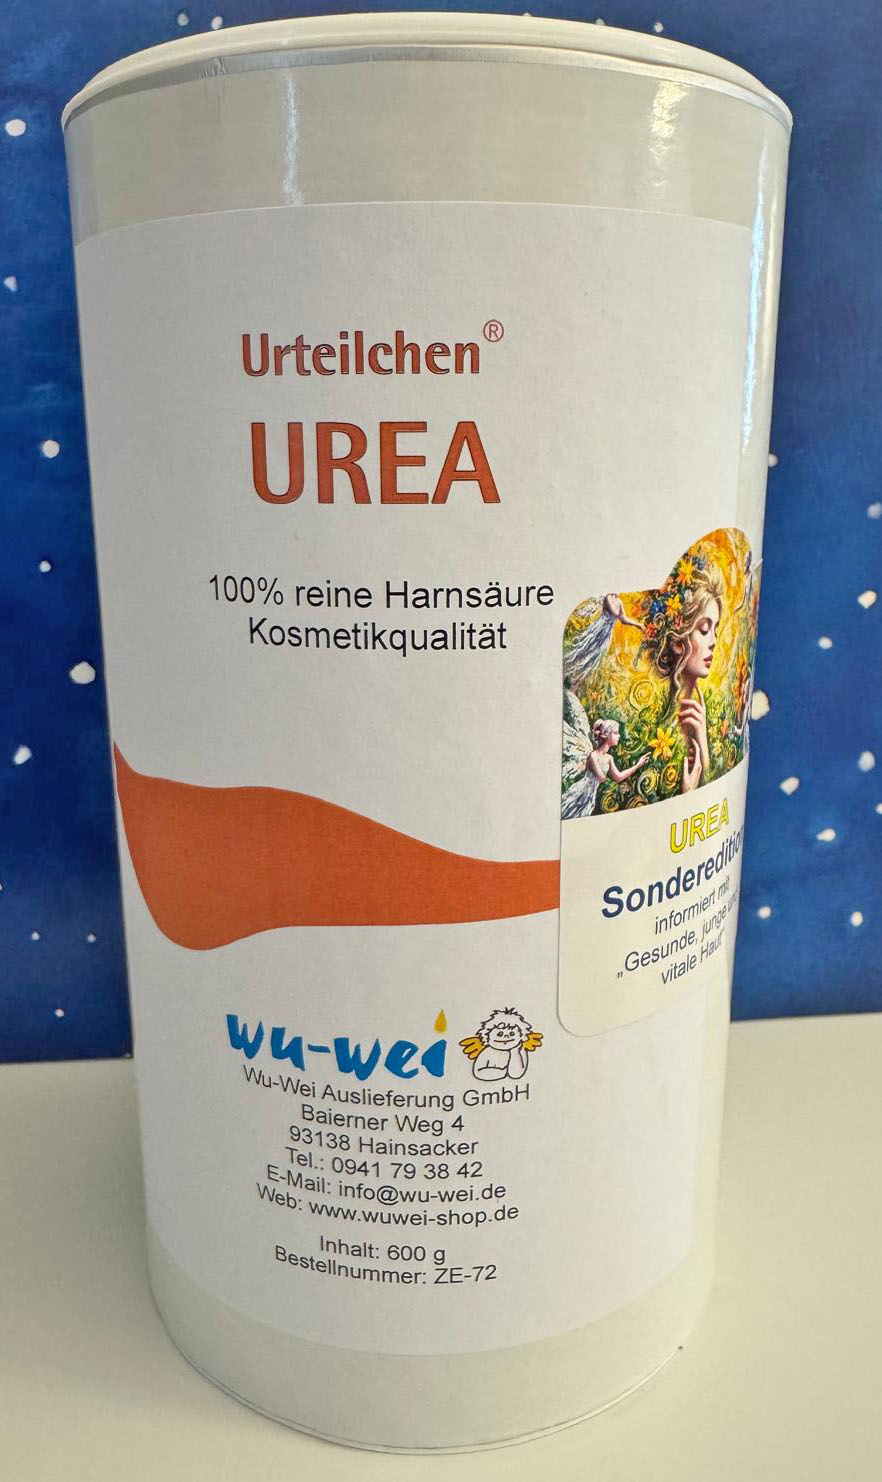 Urteilchen®
UREA
100% reine Harnsäure
Kosmetikqualität
UREA
Sonderedition
informiert mit
„Gesunde, junge und
vitale Haut“
wu-wei
Wu-Wei Auslieferung GmbH
Baierner Weg 4
93138 Hainsacker
Tel.: 0941 79 38 42
E-Mail: info@wu-wei.de
Web: www.wuwei-shop.de
Inhalt: 600 g
Bestellnummer: ZE-72